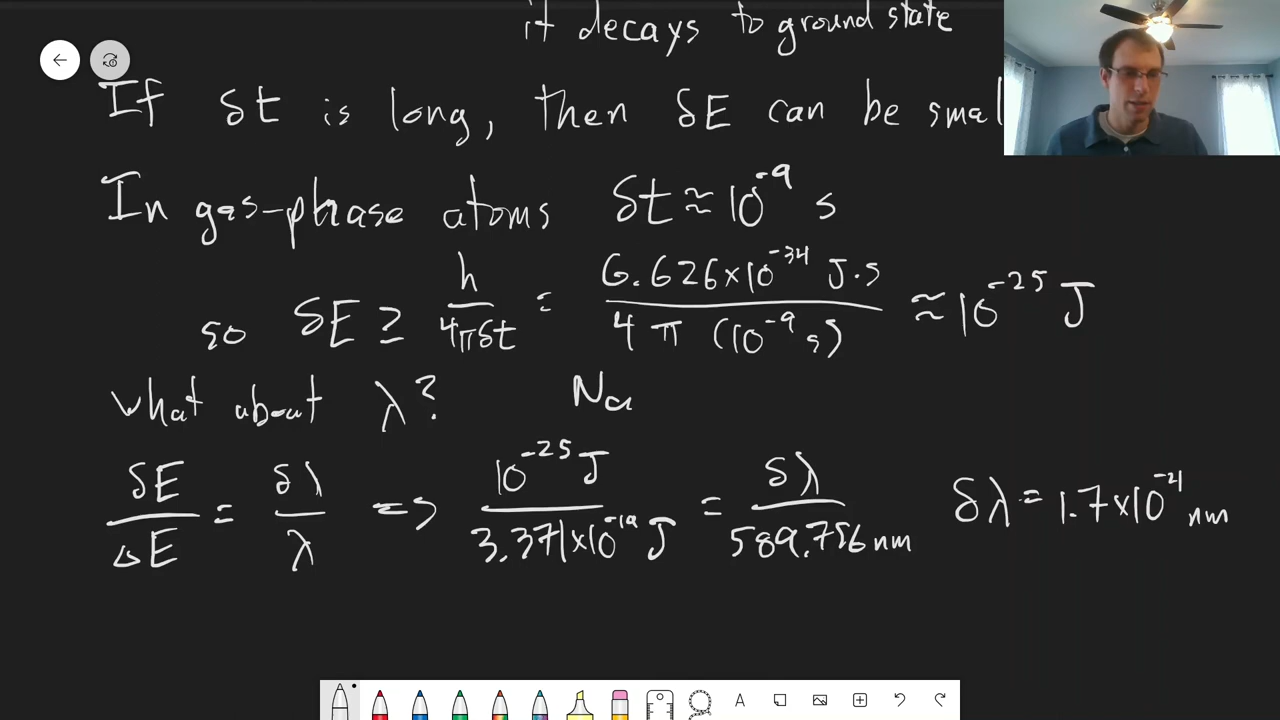 it decays to ground state
If δt is long, then δE can be smal
In gas-phase atoms δt ≈ 10⁻⁹ s
so δE ≥ h/4πδt = 6.626×10⁻³⁴ J·s / 4π (10⁻⁹ s) ≈ 10⁻²⁵ J
What about λ? Na
δE/ΔE = δλ/λ => 10⁻²⁵ J / 3.371×10⁻¹⁹ J = δλ / 589.756 nm δλ = 1.7×10⁻⁴ nm
A